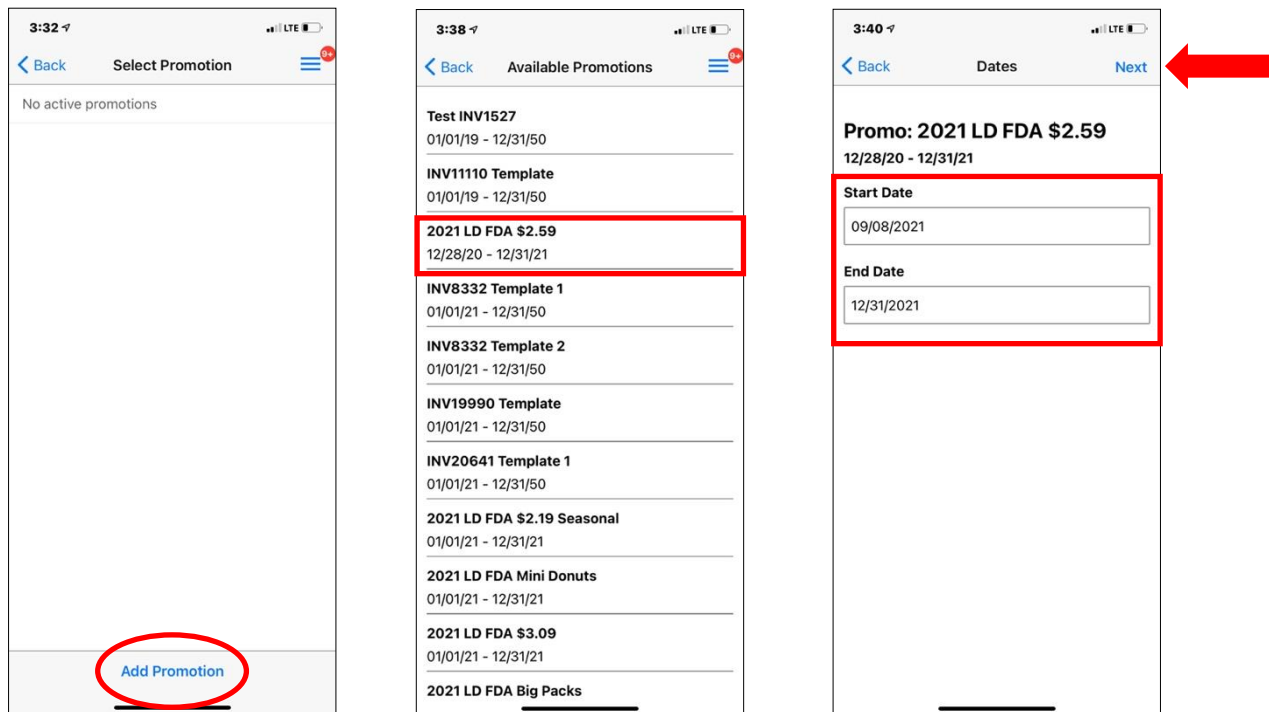 3:32
LTE
Back
Select Promotion
9+
No active promotions
Add Promotion
3:38
LTE
Back
Available Promotions
9+
Test INV1527
01/01/19 - 12/31/50
INV11110 Template
01/01/19 - 12/31/50
2021 LD FDA $2.59
12/28/20 - 12/31/21
INV8332 Template 1
01/01/21 - 12/31/50
INV8332 Template 2
01/01/21 - 12/31/50
INV19990 Template
01/01/21 - 12/31/50
INV20641 Template 1
01/01/21 - 12/31/50
2021 LD FDA $2.19 Seasonal
01/01/21 - 12/31/21
2021 LD FDA Mini Donuts
01/01/21 - 12/31/21
2021 LD FDA $3.09
01/01/21 - 12/31/21
2021 LD FDA Big Packs
3:40
LTE
Back
Dates
Next
Promo: 2021 LD FDA $2.59
12/28/20 - 12/31/21
Start Date
09/08/2021
End Date
12/31/2021